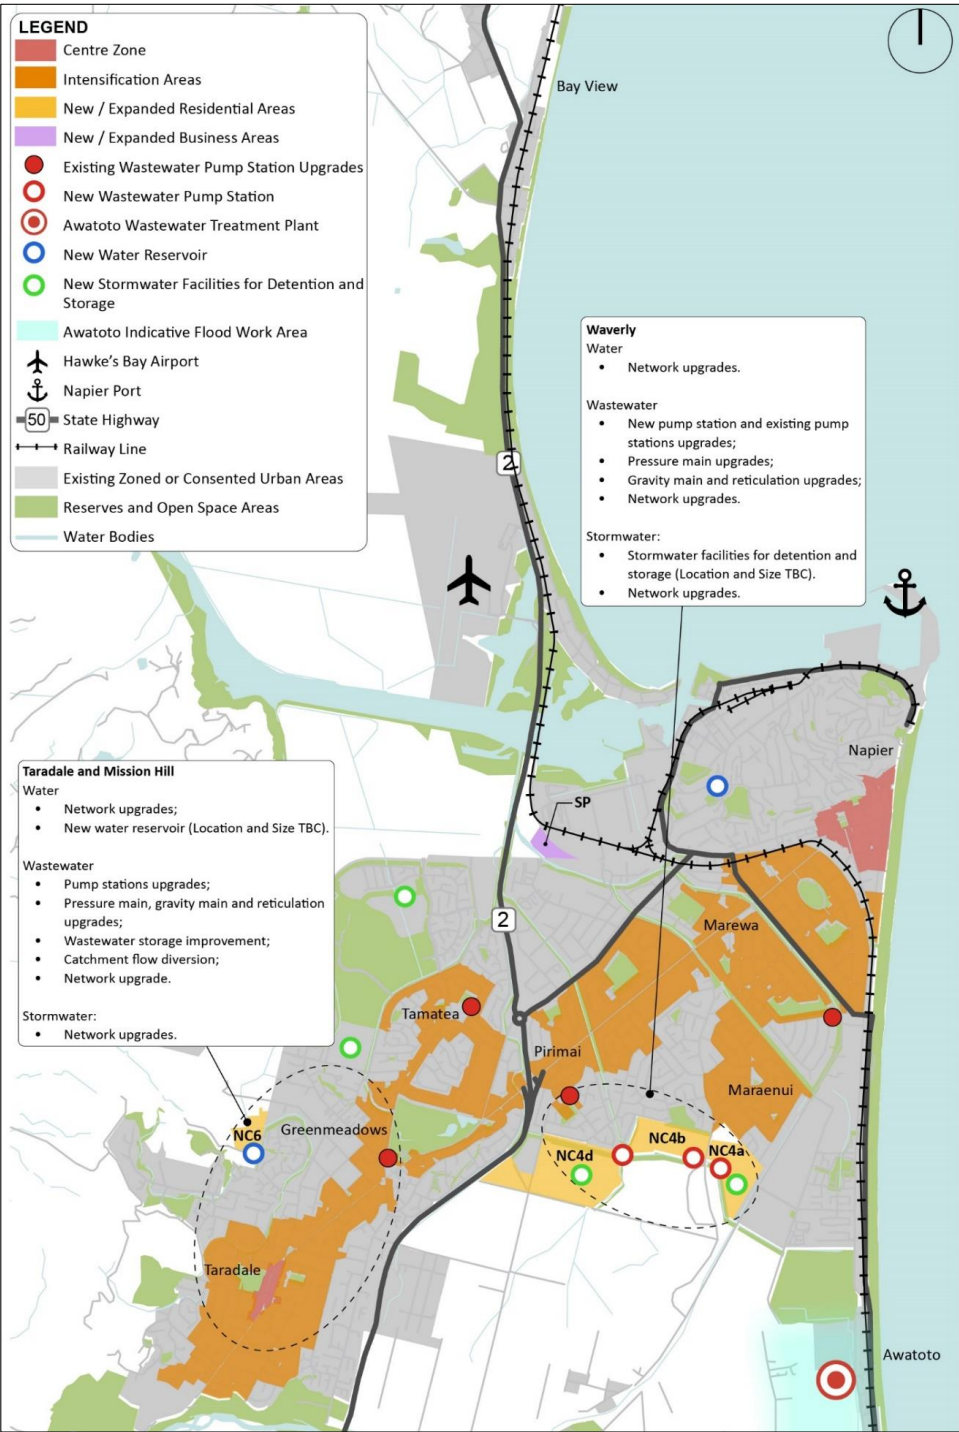 LEGEND
Centre Zone
Intensification Areas
New / Expanded Residential Areas
New / Expanded Business Areas
Existing Wastewater Pump Station Upgrades
New Wastewater Pump Station
Awatoto Wastewater Treatment Plant
New Water Reservoir
New Stormwater Facilities for Detention and
Storage
Awatoto Indicative Flood Work Area
Hawke's Bay Airport
Napier Port
50 State Highway
Railway Line
Existing Zoned or Consented Urban Areas
Reserves and Open Space Areas
Water Bodies
Bay View
Waverly
Water
• Network upgrades.
Wastewater
• New pump station and existing pump
stations upgrades;
• Pressure main upgrades;
• Gravity main and reticulation upgrades;
• Network upgrades.
Stormwater:
• Stormwater facilities for detention and
storage (Location and Size TBC).
• Network upgrades.
2
Napier
Taradale and Mission Hill
Water
• Network upgrades;
• New water reservoir (Location and Size TBC).
Wastewater
• Pump stations upgrades;
• Pressure main, gravity main and reticulation
upgrades;
• Wastewater storage improvement;
• Catchment flow diversion;
• Network upgrade.
Stormwater:
• Network upgrades.
SP
2
Marewa
Tamatea
Pirimai
Maraenui
Greenmeadows
NC6
NC4b
NC4a
NC4d
Taradale
Awatoto